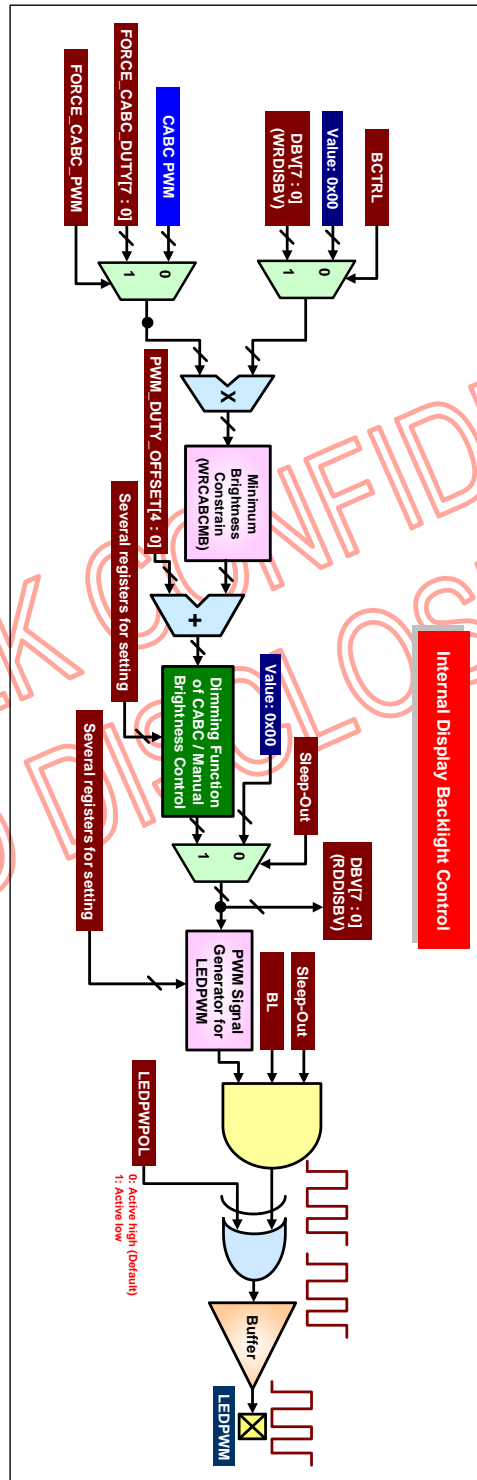 Internal Display Backlight Control
BCTRL
Value: 0x00
DBV[7 : 0]
(WRDISBV)
0
1
CABC PWM
FORCE_CABC_DUTY[7 : 0]
FORCE_CABC_PWM
0
1
X
Minimum
Brightness
Constrain
(WRCABCMB)
PWM_DUTY_OFFSET[4 : 0]
+
Several registers for setting
Dimming Function
of CABC / Manual
Brightness Control
Value: 0x00
Sleep-Out
0
1
DBV[7 : 0]
(RDDISBV)
Several registers for setting
PWM Signal
Generator for
LEDPWM
Sleep-Out
BL
LEDPWPOL
0: Active high (Default)
1: Active low
Buffer
LEDPWM
K CONFID
DISCLOS